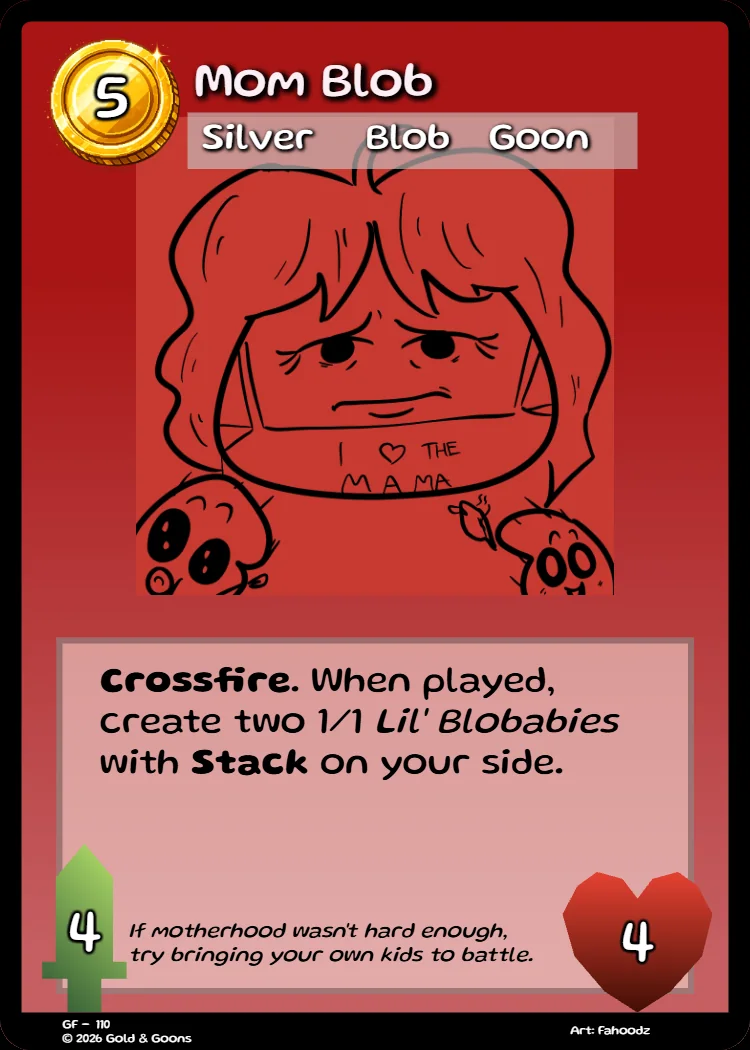 5
Mom Blob
Silver Blob Goon
I ♡ THE
MAMA
Crossfire. When played,
create two 1/1 Lil' Blobabies
with Stack on your side.
4
If motherhood wasn't hard enough,
try bringing your own kids to battle.
4
GF - 110
© 2026 Gold & Goons
Art: Fahoodz